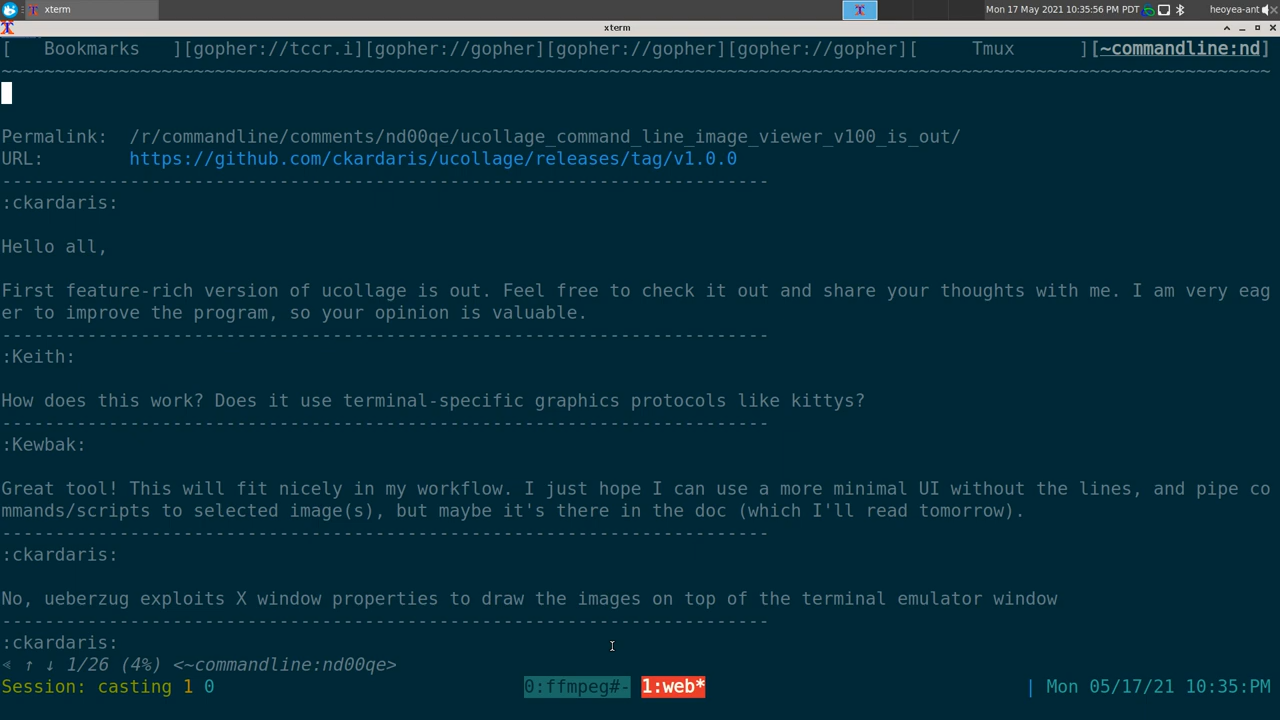 xterm
Mon 17 May 2021 10:35:56 PM PDT
heoyea-ant
xterm
[   Bookmarks   ][gopher://tccr.i][gopher://gopher][gopher://gopher][gopher://gopher][     Tmux      ][~commandline:nd]
~~~~~~~~~~~~~~~~~~~~~~~~~~~~~~~~~~~~~~~~~~~~~~~~~~~~~~~~~~~~~~~~~~~~~~~~~~~~~~~~~~~~~~~~~~~~~~~~~~~~~~~~~~~~~~~~~~~~~~~
Permalink:  /r/commandline/comments/nd00qe/ucollage_command_line_image_viewer_v100_is_out/
URL:        https://github.com/ckardaris/ucollage/releases/tag/v1.0.0
------------------------------------------------------------------------
:ckardaris:
Hello all,
First feature-rich version of ucollage is out. Feel free to check it out and share your thoughts with me. I am very eag
er to improve the program, so your opinion is valuable.
------------------------------------------------------------------------
:Keith:
How does this work? Does it use terminal-specific graphics protocols like kittys?
------------------------------------------------------------------------
:Kewbak:
Great tool! This will fit nicely in my workflow. I just hope I can use a more minimal UI without the lines, and pipe co
mmands/scripts to selected image(s), but maybe it's there in the doc (which I'll read tomorrow).
------------------------------------------------------------------------
:ckardaris:
No, ueberzug exploits X window properties to draw the images on top of the terminal emulator window
------------------------------------------------------------------------
:ckardaris:
⪡ ↑ ↓ 1/26 (4%) <~commandline:nd00qe>
Session: casting 1 0
0:ffmpeg#- 1:web*
| Mon 05/17/21 10:35:PM